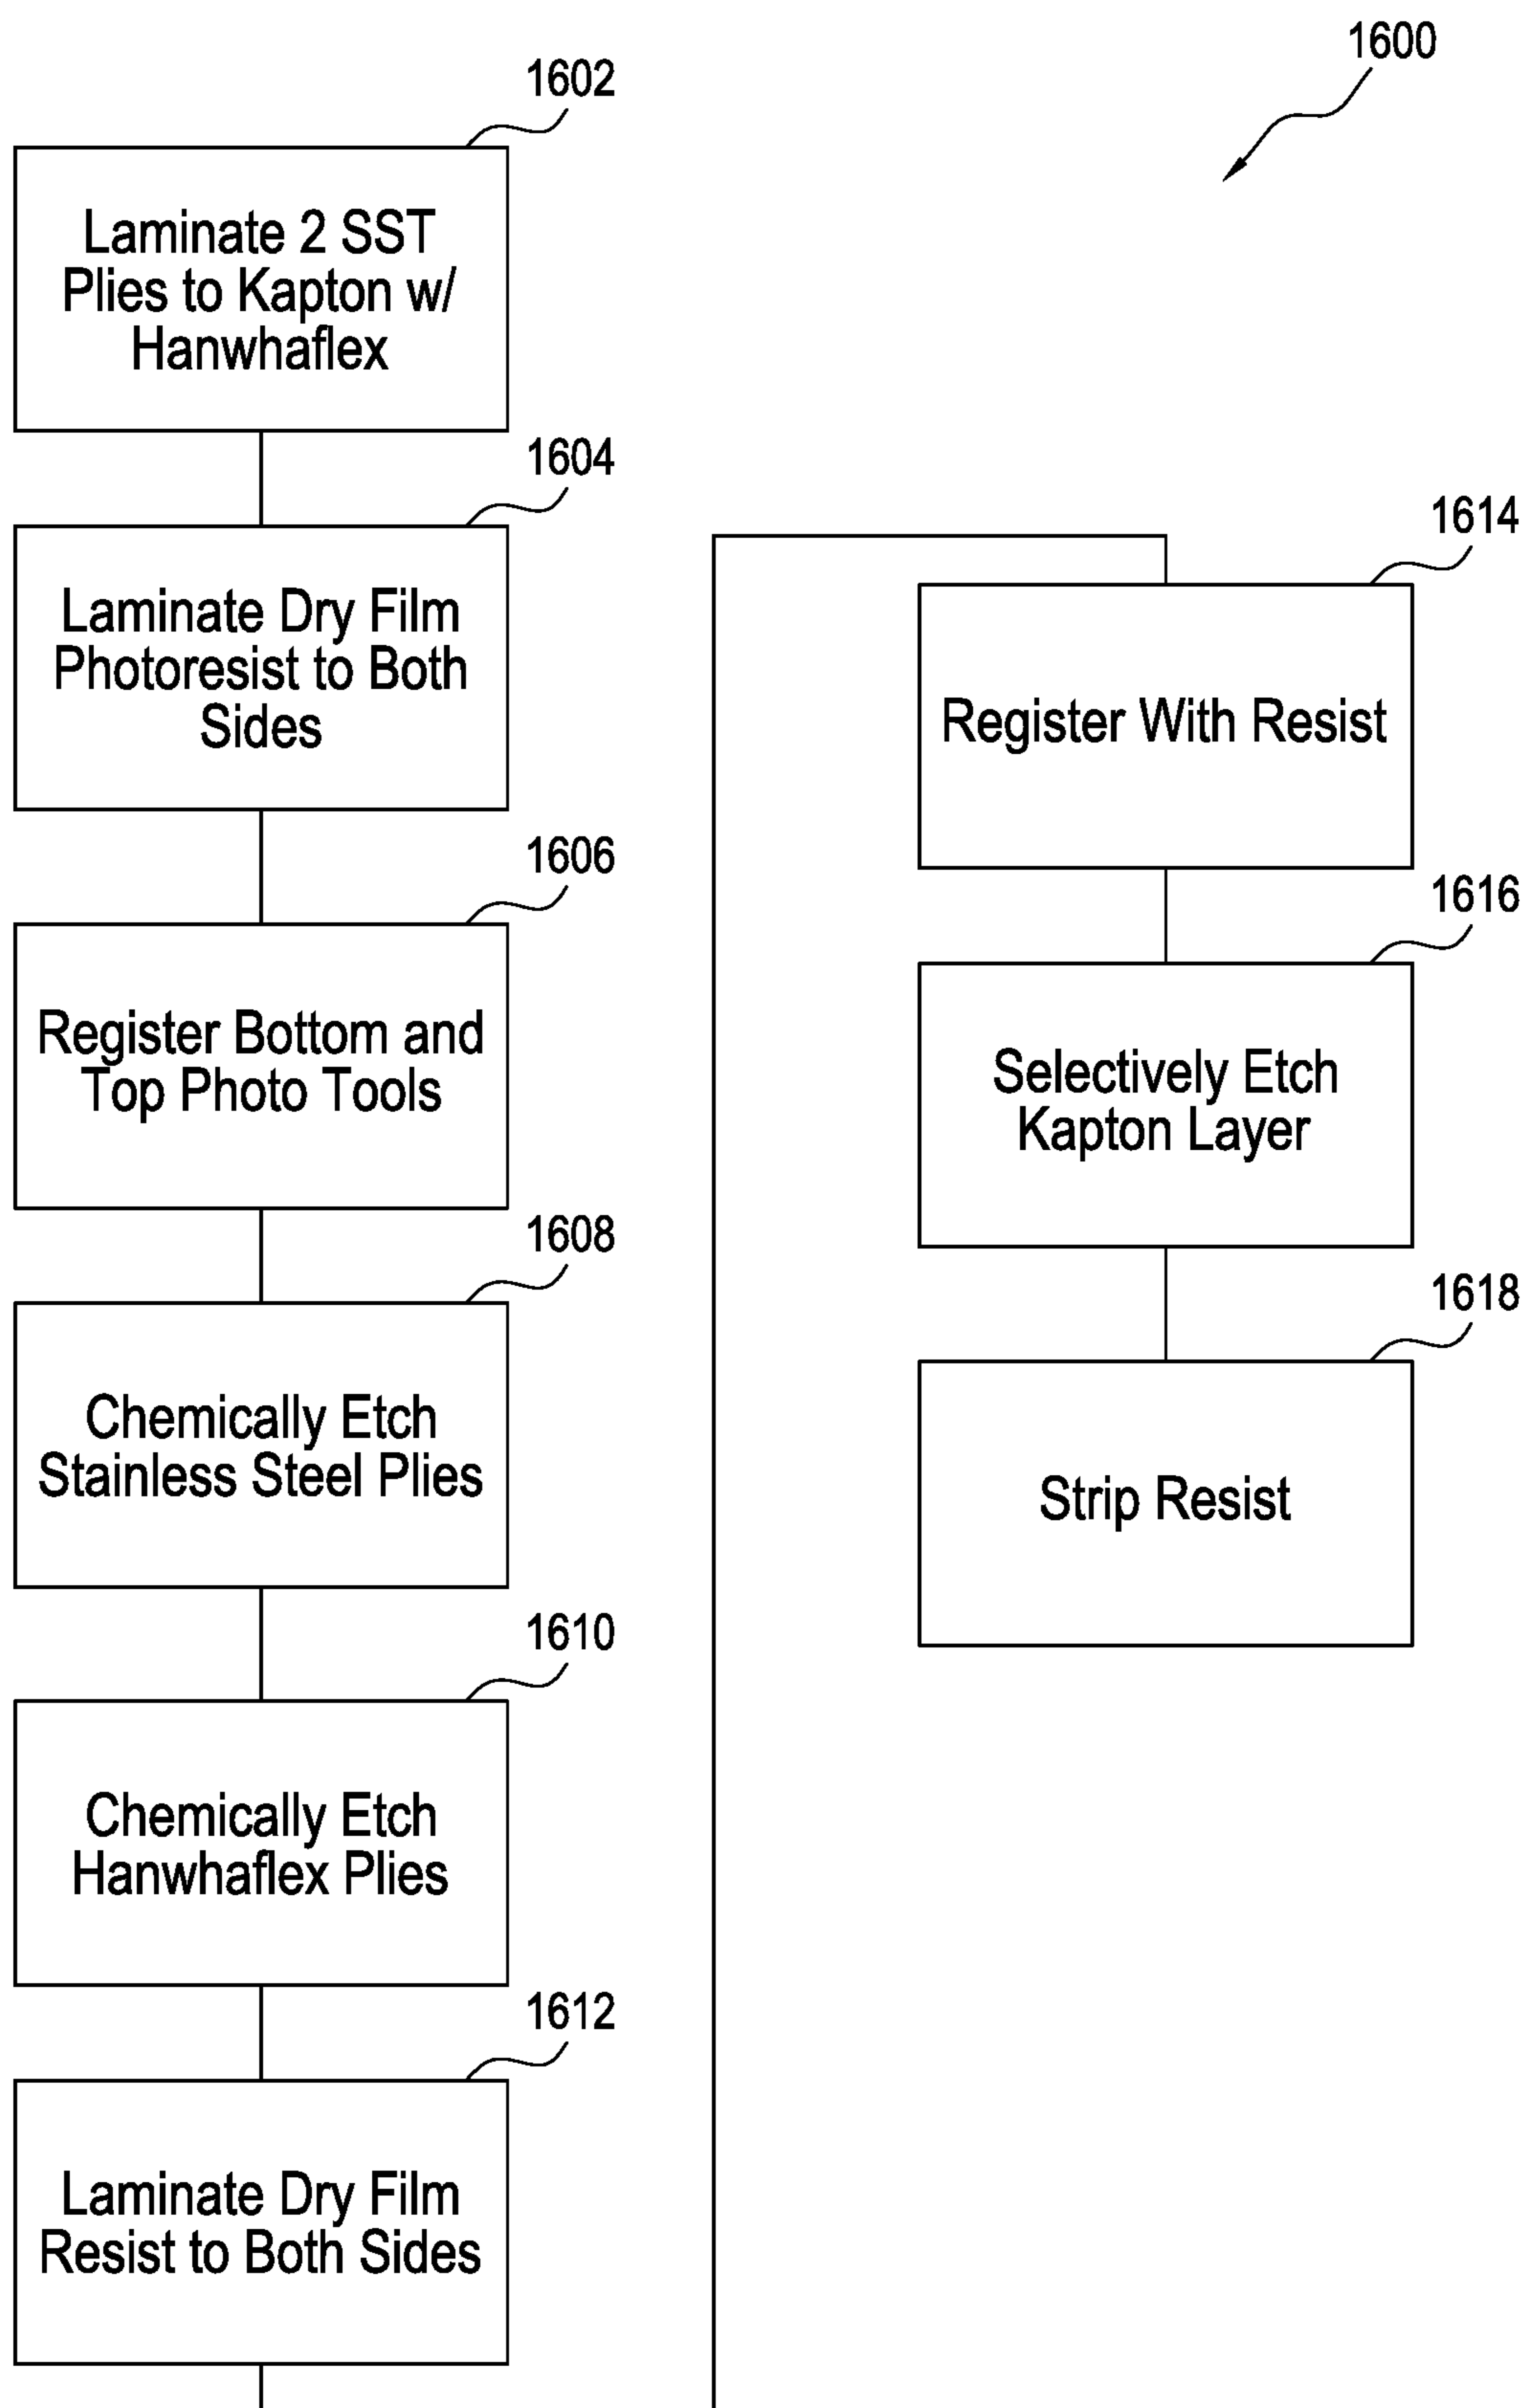 1600
1602
Laminate 2 SST
Plies to Kapton w/
Hanwhaflex
1604
Laminate Dry Film
Photoresist to Both
Sides
1606
Register Bottom and
Top Photo Tools
1608
Chemically Etch
Stainless Steel Plies
1610
Chemically Etch
Hanwhaflex Plies
1612
Laminate Dry Film
Resist to Both Sides
1614
Register With Resist
1616
Selectively Etch
Kapton Layer
1618
Strip Resist